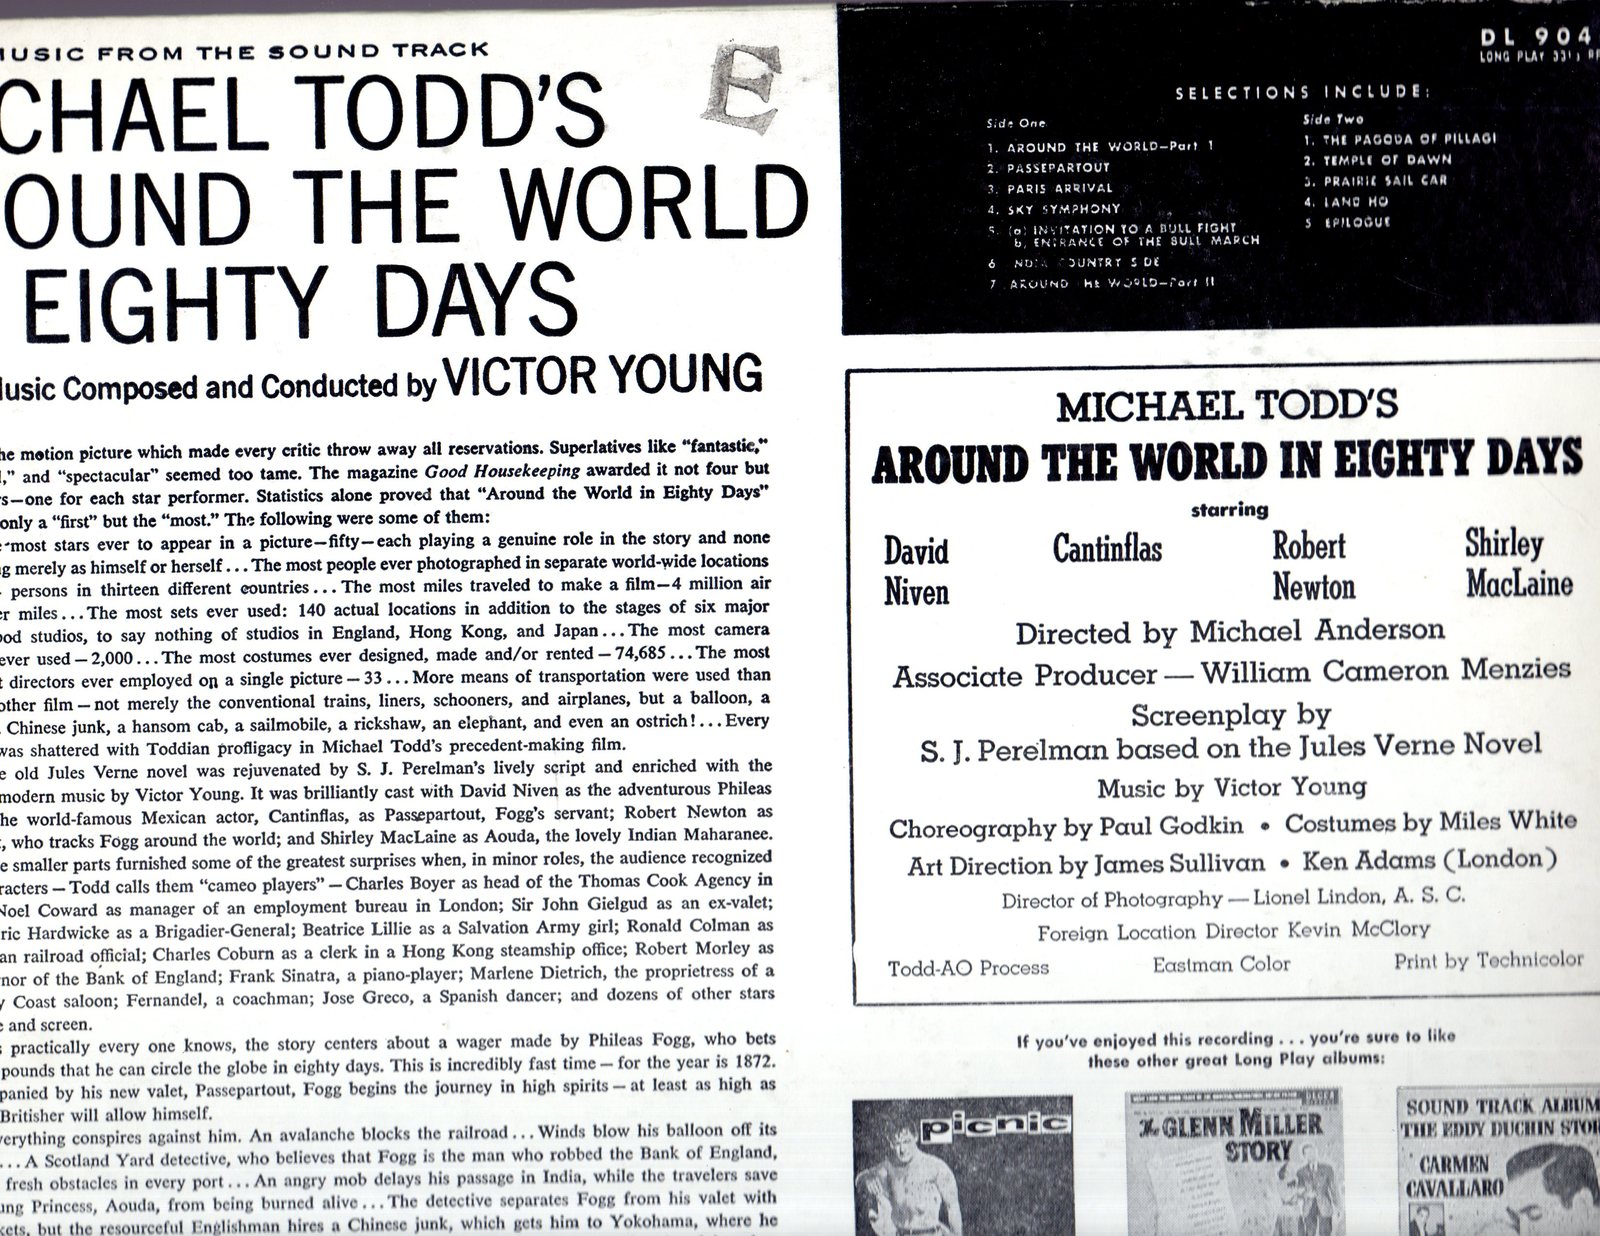 MUSIC FROM THE SOUND TRACK
CHAEL TODD'S
OUND THE WORLD
EIGHTY DAYS
Music Composed and Conducted by VICTOR YOUNG
E
he motion picture which made every critic throw away all reservations. Superlatives like “fantastic,”
,” and “spectacular” seemed too tame. The magazine Good Housekeeping awarded it not four but
s—one for each star performer. Statistics alone proved that “Around the World in Eighty Days”
only a “first” but the “most.” The following were some of them:
most stars ever to appear in a picture—fifty—each playing a genuine role in the story and none
g merely as himself or herself...The most people ever photographed in separate world-wide locations
persons in thirteen different countries...The most miles traveled to make a film—4 million air
er miles...The most sets ever used: 140 actual locations in addition to the stages of six major
ood studios, to say nothing of studios in England, Hong Kong, and Japan...The most camera
ever used – 2,000...The most costumes ever designed, made and/or rented – 74,685...The most
t directors ever employed on a single picture – 33...More means of transportation were used than
other film – not merely the conventional trains, liners, schooners, and airplanes, but a balloon, a
Chinese junk, a hansom cab, a sailmobile, a rickshaw, an elephant, and even an ostrich!...Every
was shattered with Toddian profligacy in Michael Todd's precedent-making film.
e old Jules Verne novel was rejuvenated by S. J. Perelman's lively script and enriched with the
modern music by Victor Young. It was brilliantly cast with David Niven as the adventurous Phileas
he world-famous Mexican actor, Cantinflas, as Passepartout, Fogg's servant; Robert Newton as
, who tracks Fogg around the world; and Shirley MacLaine as Aouda, the lovely Indian Maharanee.
e smaller parts furnished some of the greatest surprises when, in minor roles, the audience recognized
racters – Todd calls them “cameo players” – Charles Boyer as head of the Thomas Cook Agency in
Noel Coward as manager of an employment bureau in London; Sir John Gielgud as an ex-valet;
ric Hardwicke as a Brigadier-General; Beatrice Lillie as a Salvation Army girl; Ronald Colman as
an railroad official; Charles Coburn as a clerk in a Hong Kong steamship office; Robert Morley as
nor of the Bank of England; Frank Sinatra, a piano-player; Marlene Dietrich, the proprietress of a
y Coast saloon; Fernandel, a coachman; Jose Greco, a Spanish dancer; and dozens of other stars
e and screen.
s practically every one knows, the story centers about a wager made by Phileas Fogg, who bets
pounds that he can circle the globe in eighty days. This is incredibly fast time – for the year is 1872.
panied by his new valet, Passepartout, Fogg begins the journey in high spirits – at least as high as
Britisher will allow himself.
verything conspires against him. An avalanche blocks the railroad...Winds blow his balloon off its
...A Scotland Yard detective, who believes that Fogg is the man who robbed the Bank of England,
fresh obstacles in every port...An angry mob delays his passage in India, while the travelers save
ung Princess, Aouda, from being burned alive...The detective separates Fogg from his valet with
kets, but the resourceful Englishman hires a Chinese junk, which gets him to Yokohama, where he
DL 904
LONG PLAY 33⅓ RP
SELECTIONS INCLUDE:
Side One
1. AROUND THE WORLD—Part 1
2. PASSEPARTOUT
3. PARIS ARRIVAL
4. SKY SYMPHONY
5. (a) INVITATION TO A BULL FIGHT
b. ENTRANCE OF THE BULL MARCH
6 INDIA COUNTRY SIDE
7 AROUND THE WORLD—Part II
Side Two
1. THE PAGODA OF PILLAGI
2. TEMPLE OF DAWN
3. PRAIRIE SAIL CAR
4. LAND HO
5 EPILOGUE
MICHAEL TODD'S
AROUND THE WORLD IN EIGHTY DAYS
starring
David Niven
Cantinflas
Robert Newton
Shirley MacLaine
Directed by Michael Anderson
Associate Producer — William Cameron Menzies
Screenplay by
S. J. Perelman based on the Jules Verne Novel
Music by Victor Young
Choreography by Paul Godkin • Costumes by Miles White
Art Direction by James Sullivan • Ken Adams (London)
Director of Photography — Lionel Lindon, A. S. C.
Foreign Location Director Kevin McClory
Todd-AO Process Eastman Color Print by Technicolor
If you've enjoyed this recording . . . you're sure to like
these other great Long Play albums:
picnic
The GLENN MILLER
STORY
SOUND TRACK ALBUM
THE EDDY DUCHIN STOR
CARMEN
CAVALLARO